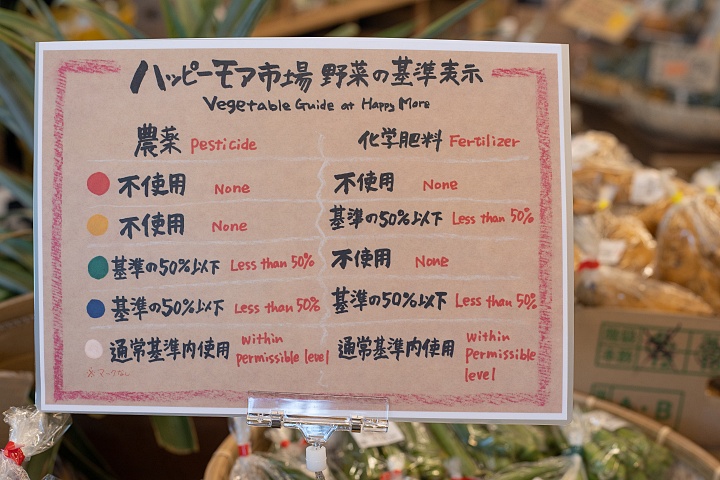 ハッピーモア市場 野菜の基準表示
Vegetable Guide at Happy More
農薬 Pesticide 化学肥料 Fertilizer
不使用 None 不使用 None
不使用 None 基準の50%以下 Less than 50%
基準の50%以下 Less than 50% 不使用 None
基準の50%以下 Less than 50% 基準の50%以下 Less than 50%
通常基準内使用 within permissible level 通常基準内使用 within Permissible level
※マークなし
A·B